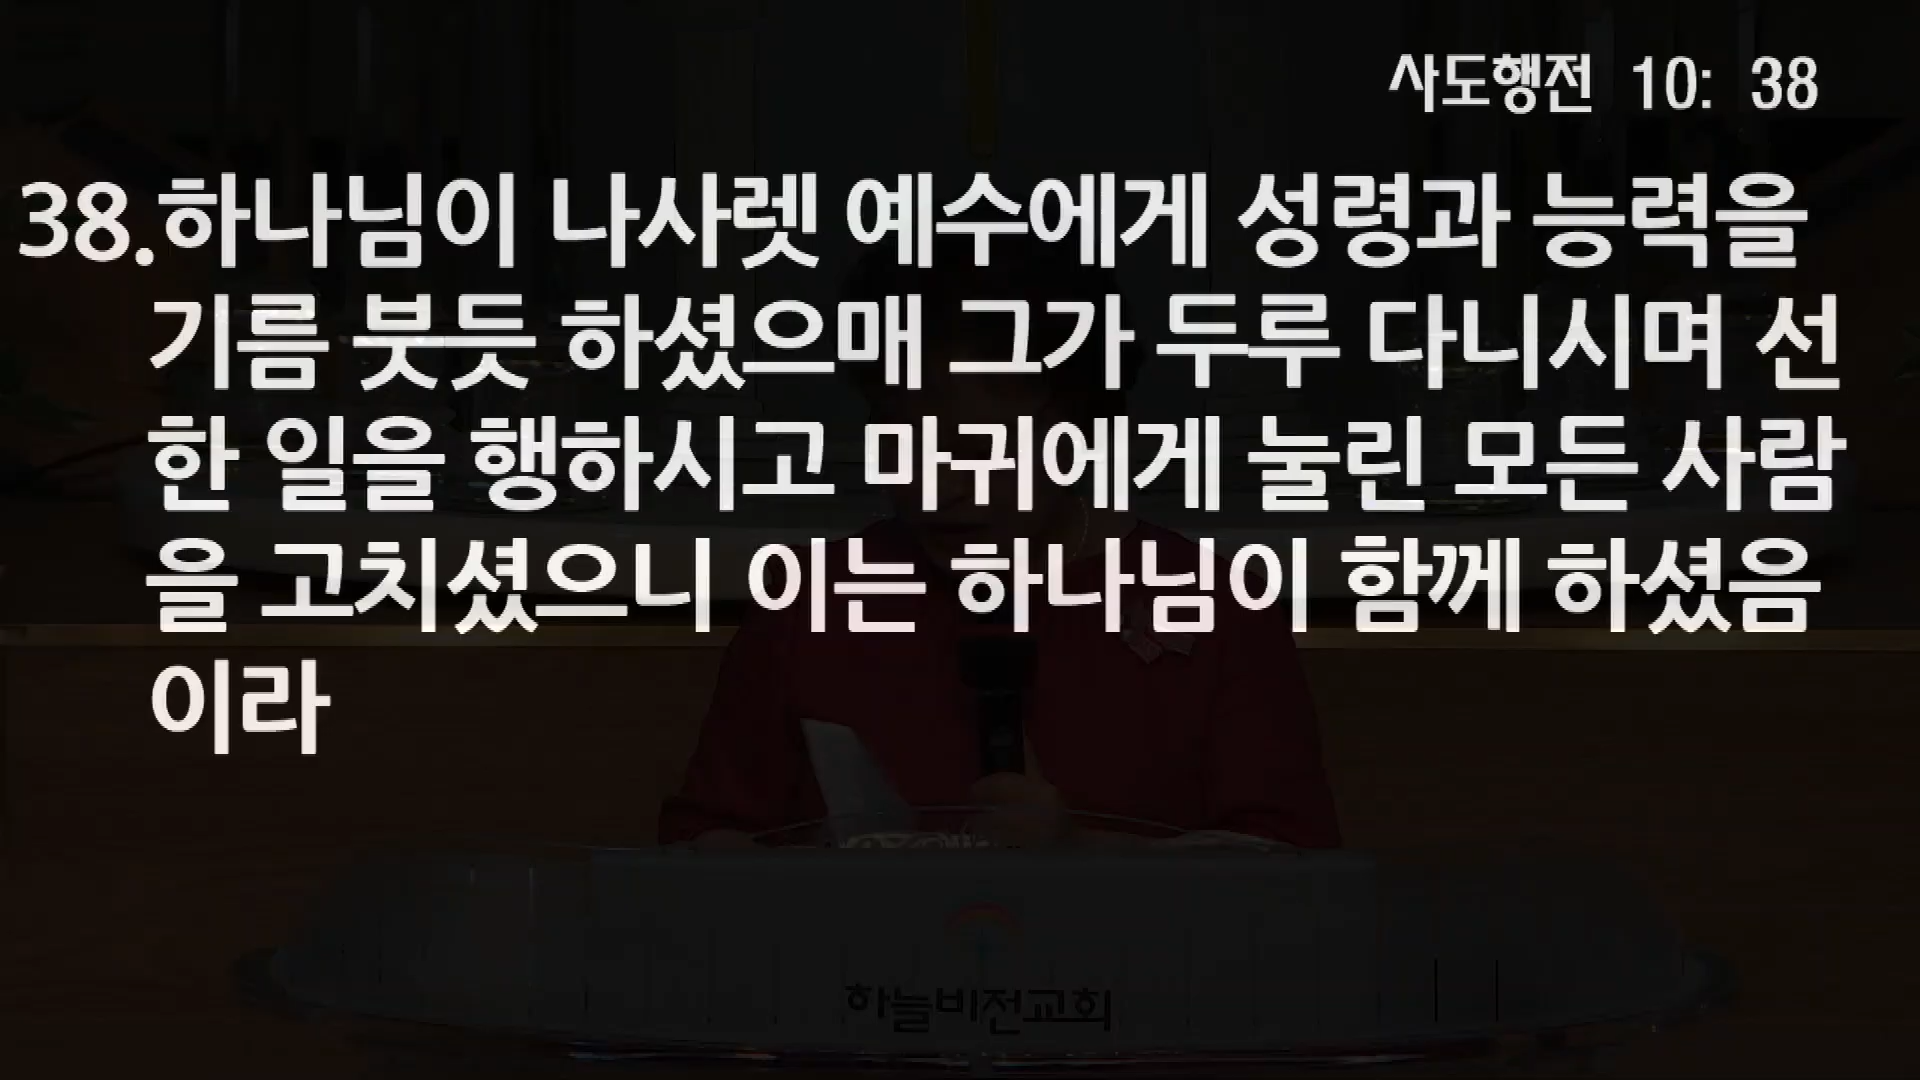 사도행전 10: 38
38.하나님이 나사렛 예수에게 성령과 능력을
기름 붓듯 하셨으매 그가 두루 다니시며 선
한 일을 행하시고 마귀에게 눌린 모든 사람
을 고치셨으니 이는 하나님이 함께 하셨음
이라
하늘비전교회